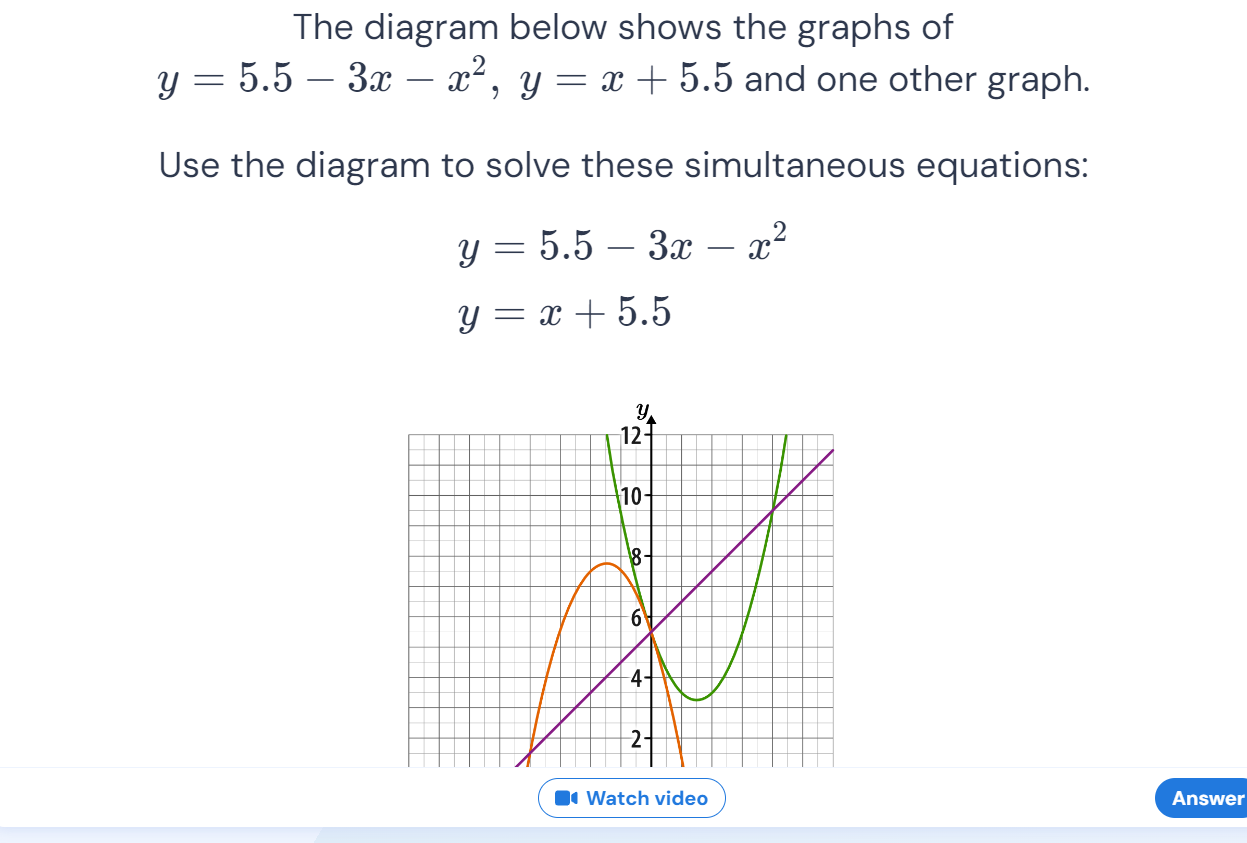 The diagram below shows the graphs of
y = 5.5 − 3x − x², y = x + 5.5 and one other graph.
Use the diagram to solve these simultaneous equations:
y = 5.5 − 3x − x²
y = x + 5.5
y
12
10
8
6
4
2
Watch video
Answer